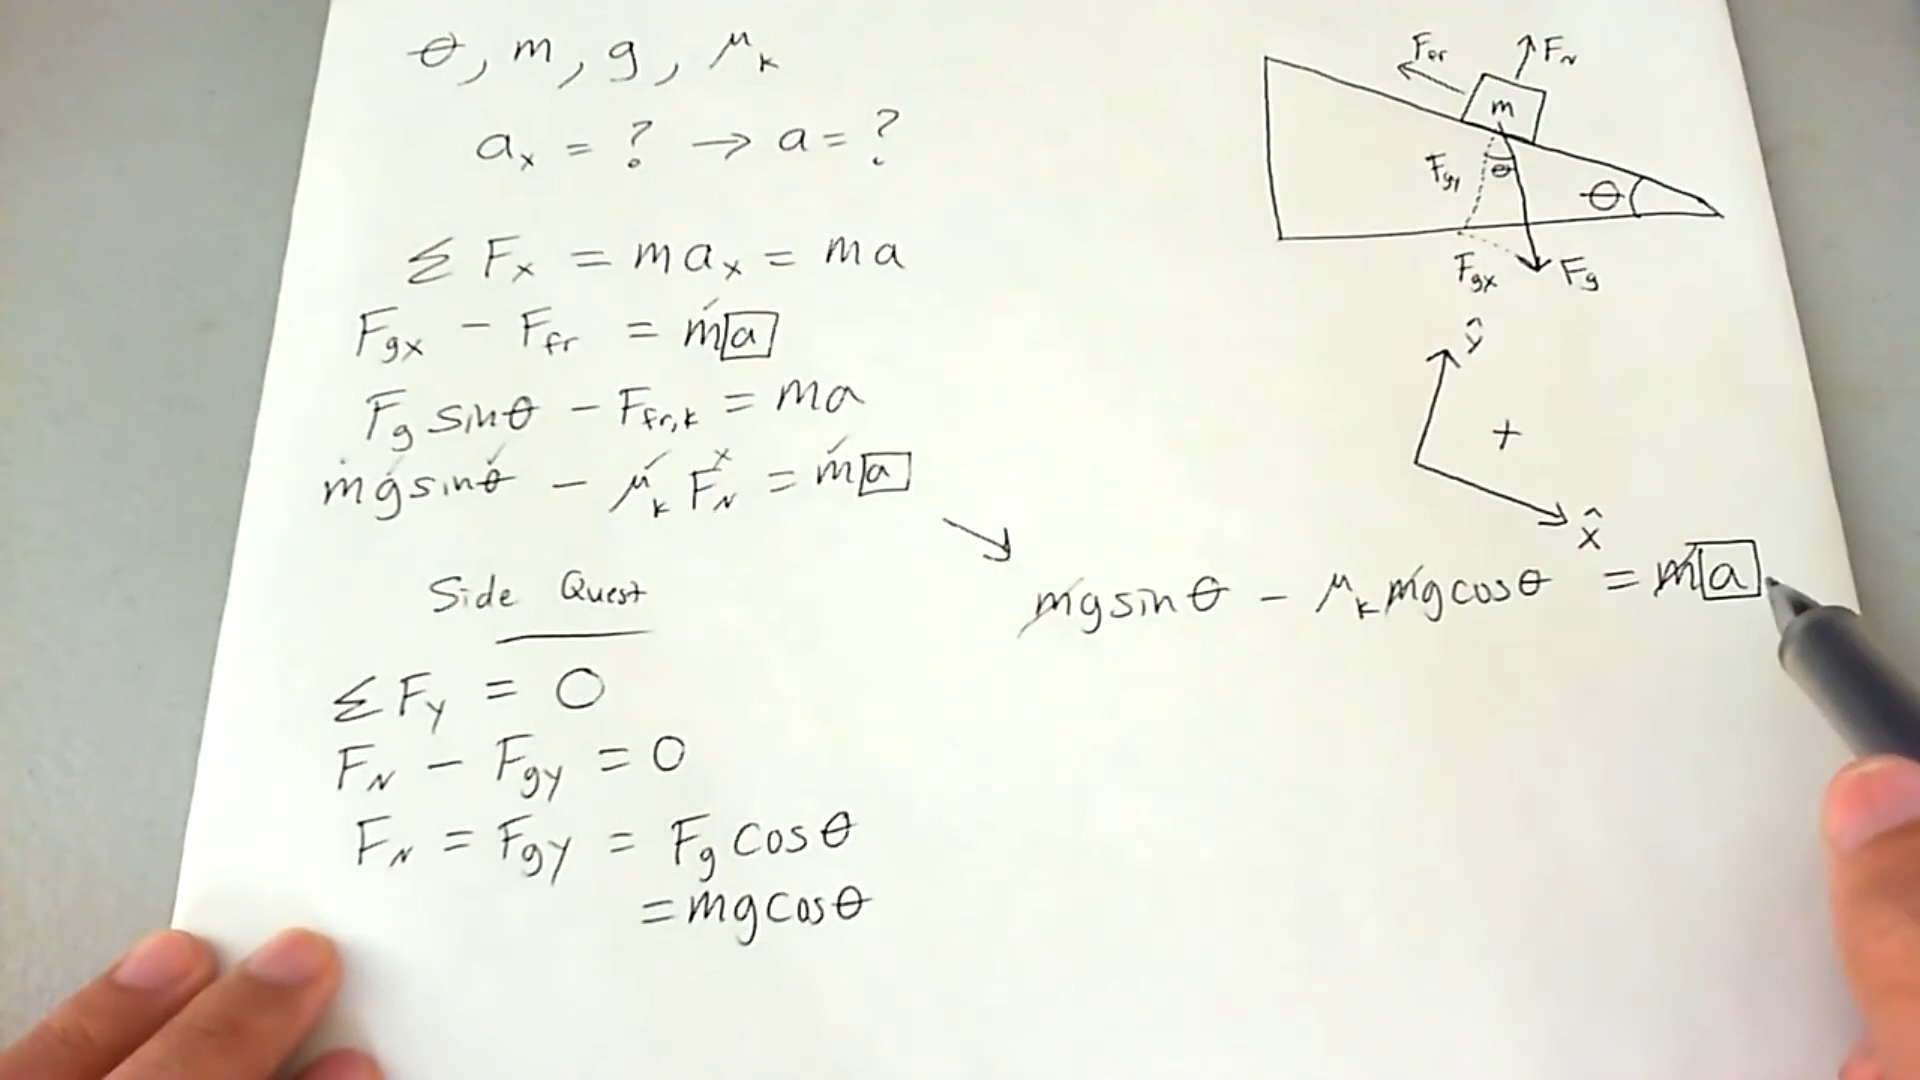 θ, m, g, μk
ax = ? → a = ?
Σ Fx = max = ma
Fgx - Ffr = ma
Fg sinθ - Ffr,k = ma
mg sinθ - μk FN = ma
Side Quest
ΣFy = 0
FN - Fgy = 0
FN = Fgy = Fg cosθ
= mg cosθ
Ffr
FN
m
Fgy
θ
θ
Fgx
Fg
ŷ
+
x̂
mg sinθ - μk mg cosθ = ma